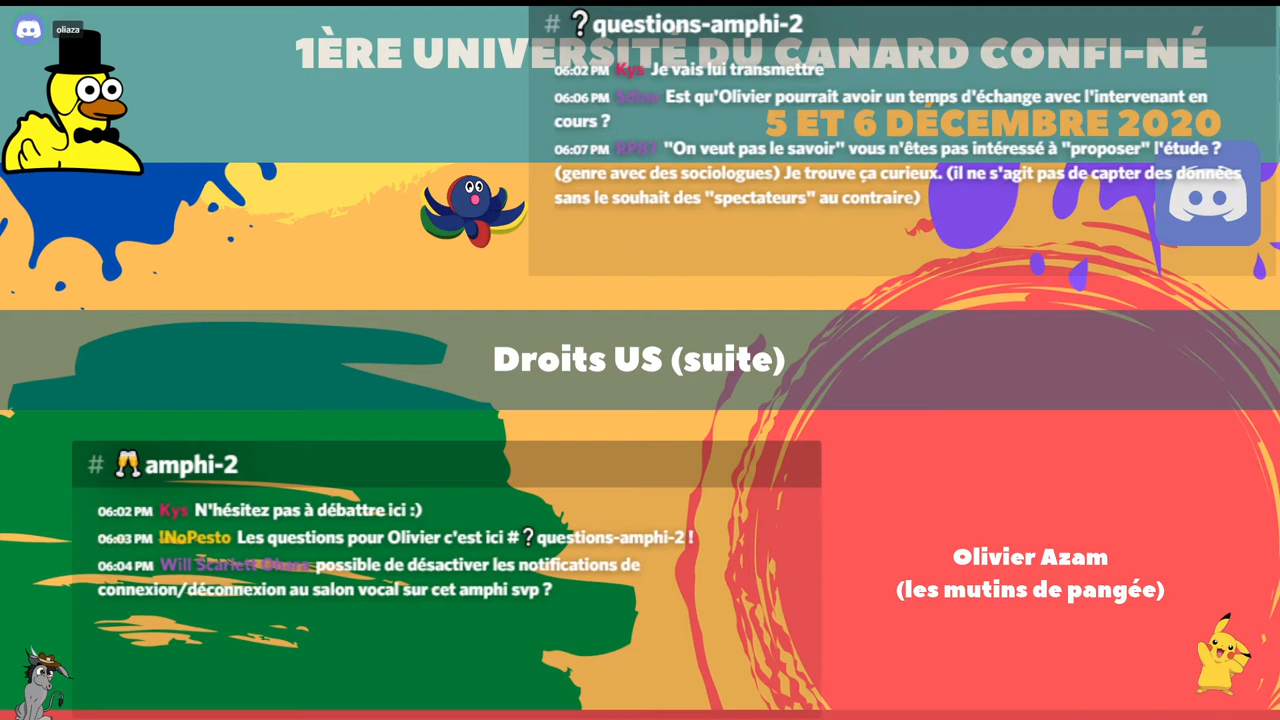 oliaza
# ❓questions-amphi-2
1ÈRE UNIVERSITÉ DU CANARD CONFI-NÉ
06:02 PM Kys Je vais lui transmettre
06:06 PM Est qu'Olivier pourrait avoir un temps d'échange avec l'intervenant en
cours ?
5 ET 6 DÉCEMBRE 2020
06:07 PM "On veut pas le savoir" vous n'êtes pas intéressé à "proposer" l'étude ?
(genre avec des sociologues) Je trouve ça curieux. (il ne s'agit pas de capter des données
sans le souhait des "spectateurs" au contraire)
Droits US (suite)
# 🥂amphi-2
06:02 PM Kys N'hésitez pas à débattre ici :)
06:03 PM !NoPesto Les questions pour Olivier c'est ici #❓questions-amphi-2 !
06:04 PM Will Scarlett Ohara possible de désactiver les notifications de
connexion/déconnexion au salon vocal sur cet amphi svp ?
Olivier Azam
(les mutins de pangée)